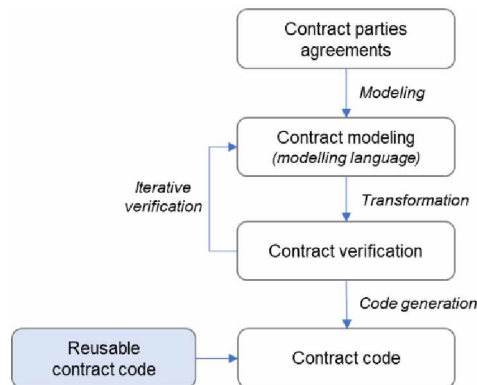 Contract parties
agreements
Modeling
Contract modeling
(modelling language)
Iterative
verification
Transformation
Contract verification
Code generation
Reusable
contract code
Contract code